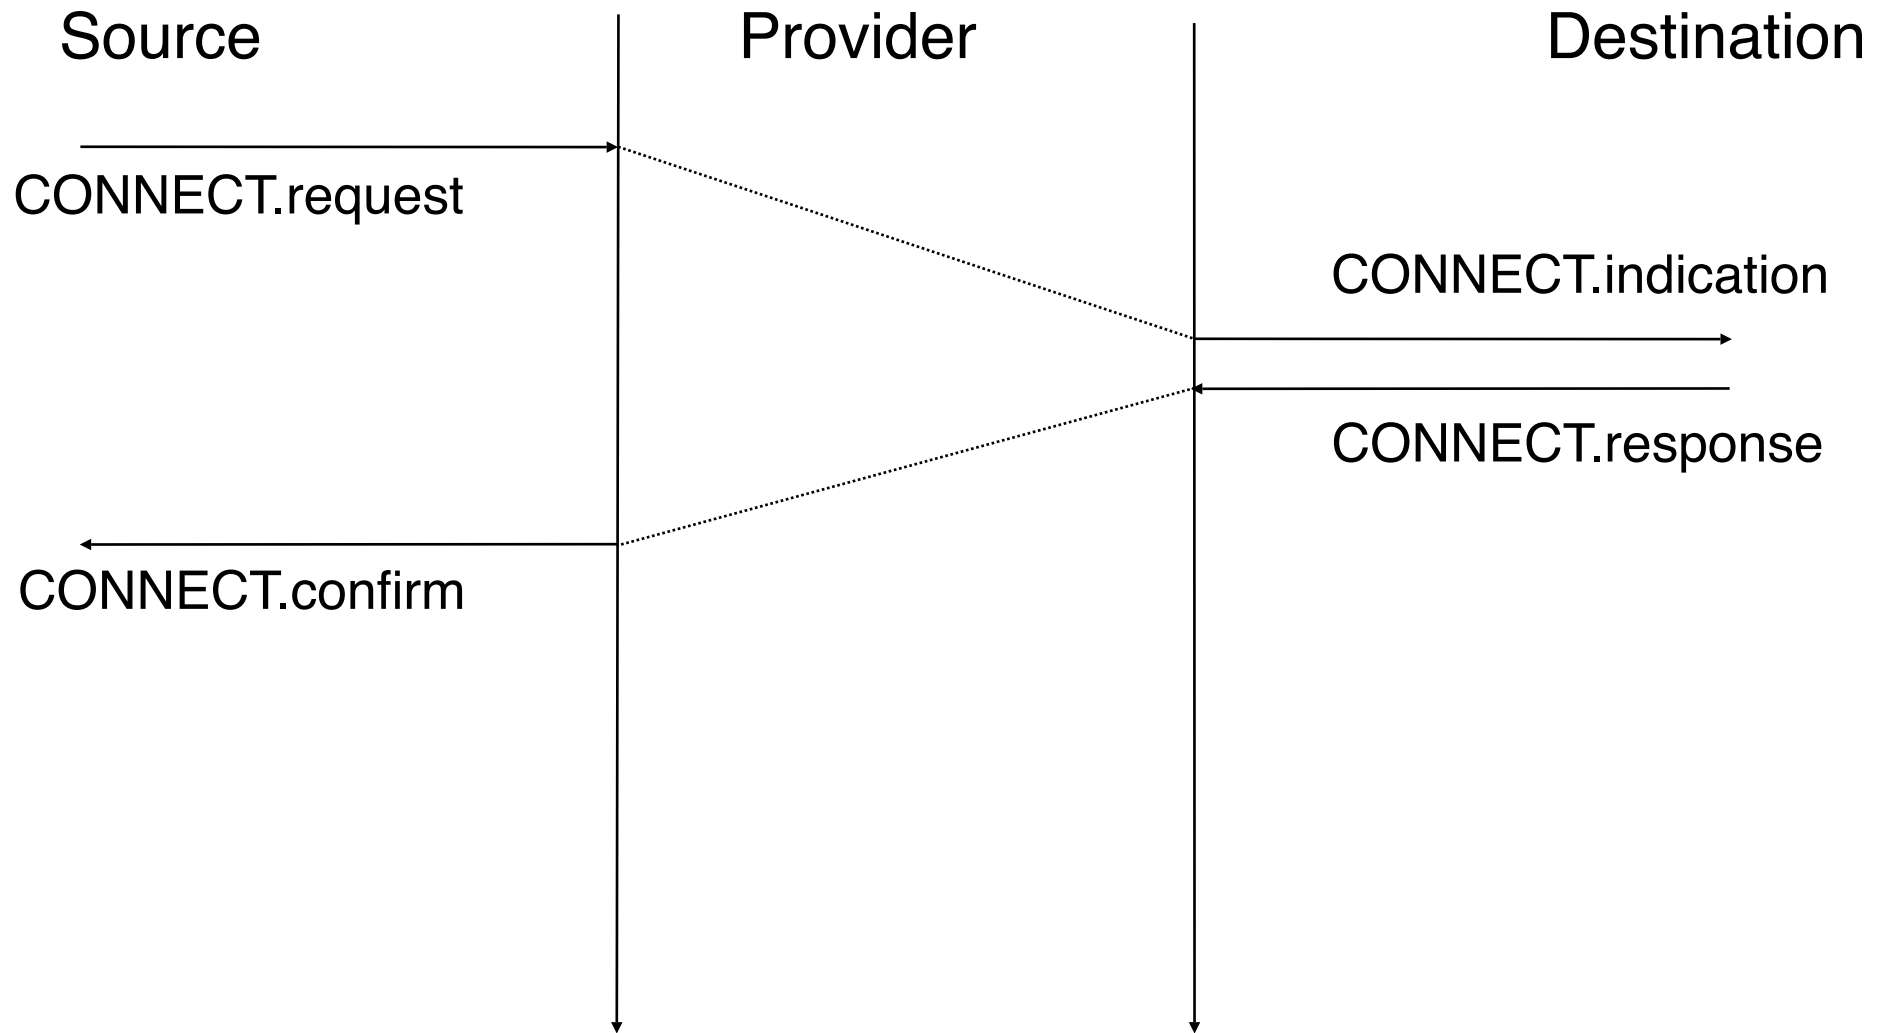 Source
Provider
Destination
CONNECT.request
CONNECT.indication
CONNECT.response
CONNECT.confirm